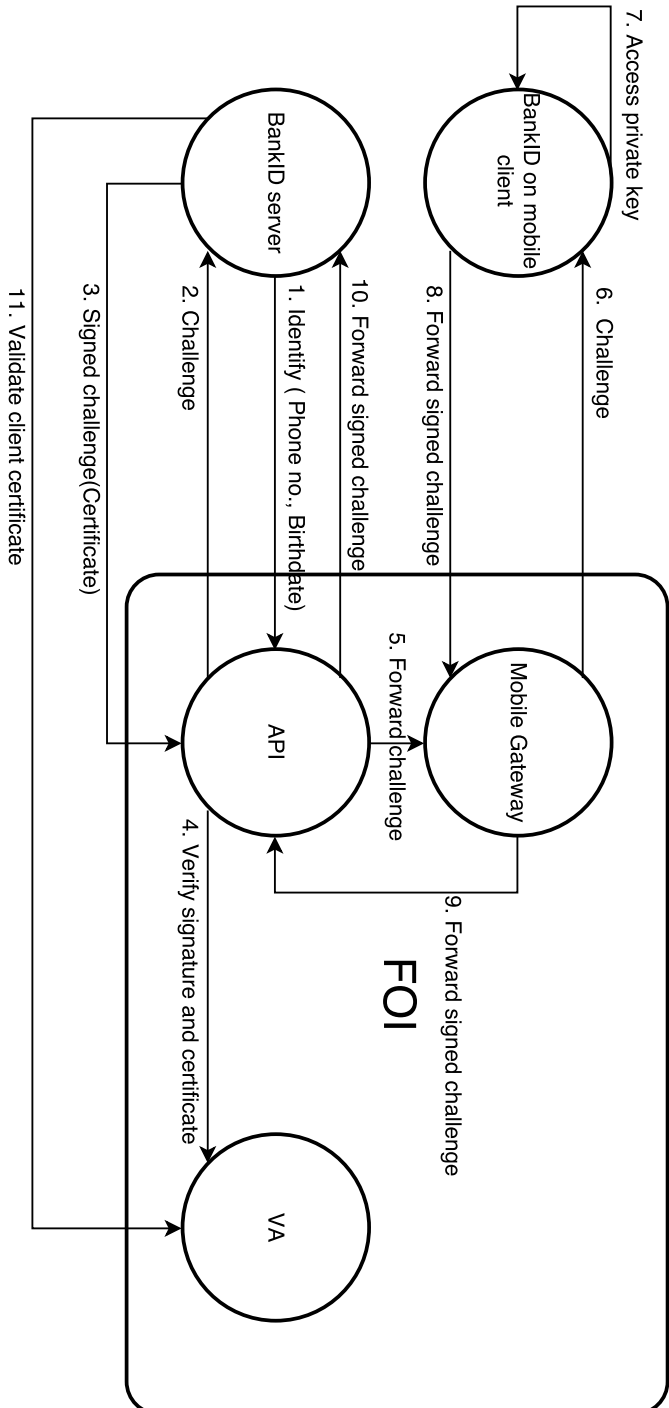 7. Access private key
BankID on mobile
client
6. Challenge
8. Forward signed challenge
Mobile Gateway
5. Forward challenge
9. Forward signed challenge
FOI
10. Forward signed challenge
1. Identify ( Phone no., Birthdate)
BankID server
API
VA
2. Challenge
4. Verify signature and certificate
3. Signed challenge(Certificate)
11. Validate client certificate